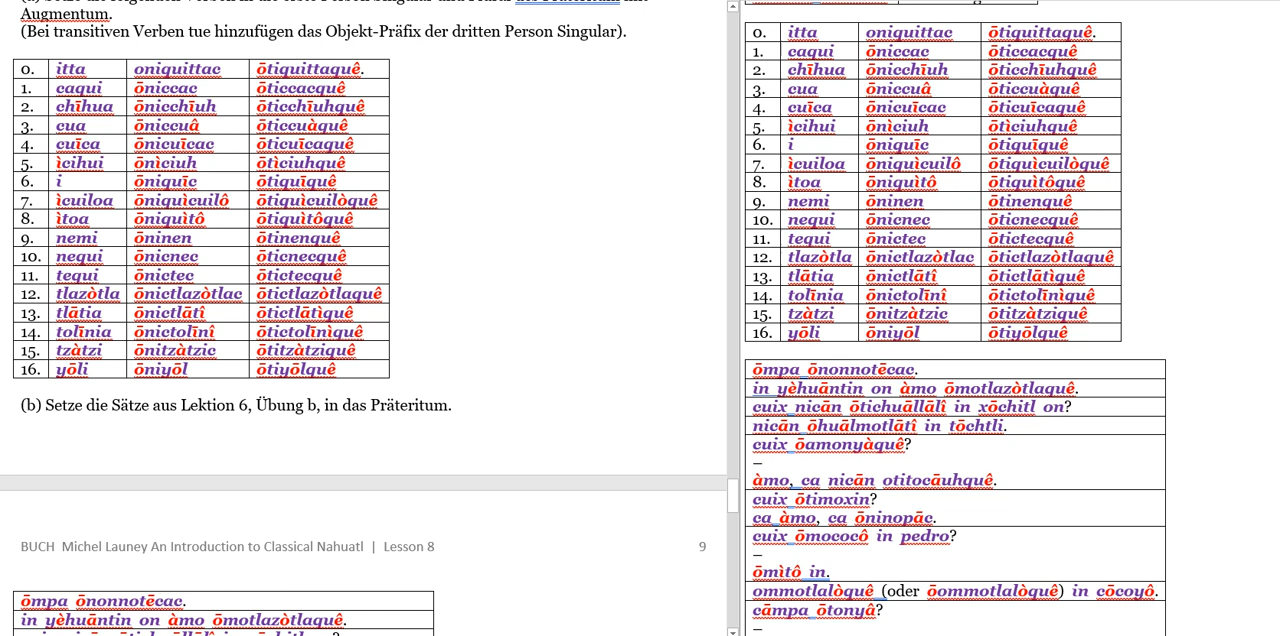 Augmentum.
(Bei transitiven Verben tue hinzufügen das Objekt-Präfix der dritten Person Singular).
0. itta oniquittac ōtiquittaquê.
1. caqui ōniccac ōticcacquê
2. chīhua ōnicchīuh ōticchīuhquê
3. cua ōniccuâ ōticcuàquê
4. cuīca ōnicuīcac ōticuīcaquê
5. ìcihui ōnìciuh ōtìciuhquê
6. i ōniquīc ōtiquīquê
7. ìcuiloa ōniquìcuilô ōtiquìcuilòquê
8. ìtoa ōniquìtô ōtiquìtôquê
9. nemi ōninen ōtinenquê
10. nequi ōnicnec ōticnecquê
11. tequi ōnictec ōtictecquê
12. tlazòtla ōnictlazòtlac ōtictlazòtlaquê
13. tlātia ōnictlātî ōtictlātìquê
14. tolīnia ōnictolīnî ōtictolīnìquê
15. tzàtzi ōnitzàtzic ōtitzàtziquê
16. yōli ōniyōl ōtiyōlquê
(b) Setze die Sätze aus Lektion 6, Übung b, in das Präteritum.
BUCH Michel Launey An Introduction to Classical Nahuatl | Lesson 8 9
ōmpa ōnonnotēcac.
in yèhuāntin on àmo ōmotlazòtlaquê.
0. itta oniquittac ōtiquittaquê.
1. caqui ōniccac ōticcacquê
2. chīhua ōnicchīuh ōticchīuhquê
3. cua ōniccuâ ōticcuàquê
4. cuīca ōnicuīcac ōticuīcaquê
5. ìcihui ōnìciuh ōtìciuhquê
6. i ōniquīc ōtiquīquê
7. ìcuiloa ōniquìcuilô ōtiquìcuilòquê
8. ìtoa ōniquìtô ōtiquìtôquê
9. nemi ōninen ōtinenquê
10. nequi ōnicnec ōticnecquê
11. tequi ōnictec ōtictecquê
12. tlazòtla ōnictlazòtlac ōtictlazòtlaquê
13. tlātia ōnictlātî ōtictlātìquê
14. tolīnia ōnictolīnî ōtictolīnìquê
15. tzàtzi ōnitzàtzic ōtitzàtziquê
16. yōli ōniyōl ōtiyōlquê
ōmpa ōnonnotēcac.
in yèhuāntin on àmo ōmotlazòtlaquê.
cuix nicān ōtichuāllālî in xōchitl on?
nicān ōhuālmotlātî in tōchtli.
cuix ōamonyàquê?
–
àmo, ca nicān otitocāuhquê.
cuix ōtimoxin?
ca àmo, ca ōninopāc.
cuix ōmococô in pedro?
–
ōmìtô in.
ommotlalòquê (oder ōommotlalòquê) in cōcoyô.
cāmpa ōtonyâ?
–